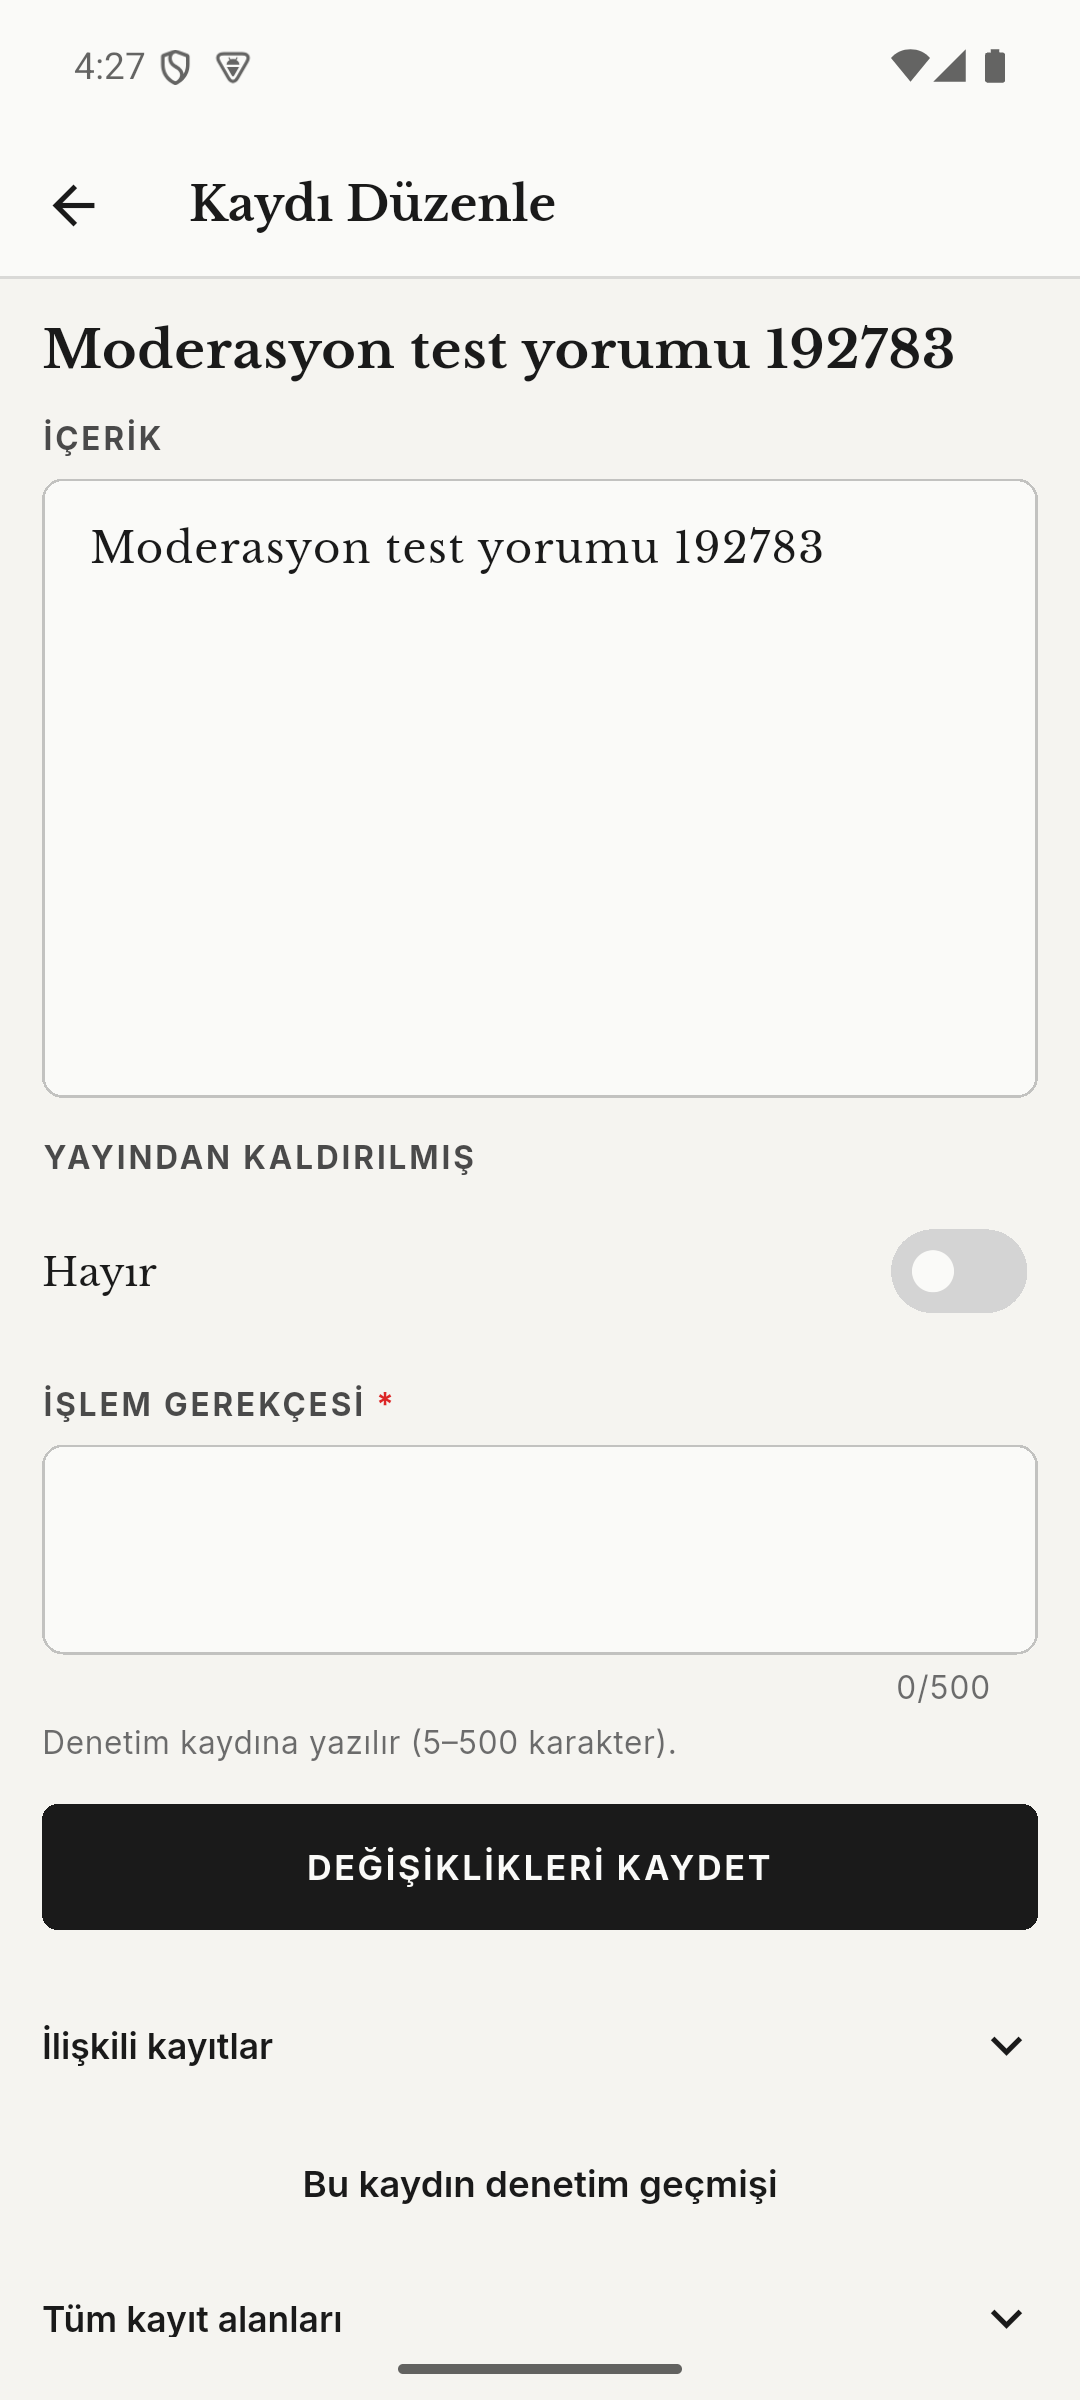 4:27
Kaydı Düzenle
Moderasyon test yorumu 192783
İÇERİK
Moderasyon test yorumu 192783
YAYINDAN KALDIRILMIŞ
Hayır
İŞLEM GEREKÇESİ *
0/500
Denetim kaydına yazılır (5–500 karakter).
DEĞİŞİKLİKLERİ KAYDET
İlişkili kayıtlar
Bu kaydın denetim geçmişi
Tüm kayıt alanları